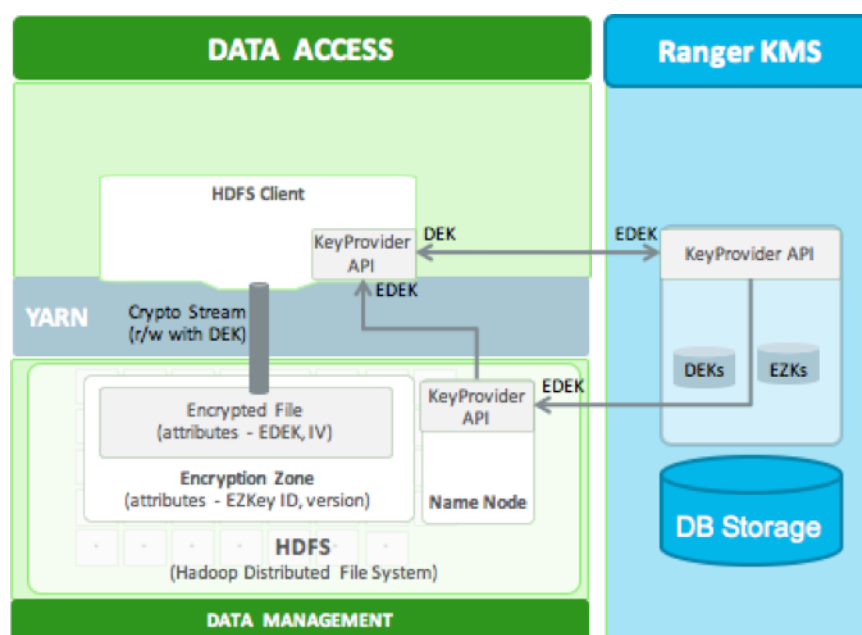 DATA ACCESS
Ranger KMS
HDFS Client
KeyProvider
API
DEK
EDEK
KeyProvider API
EDEK
YARN
Crypto Stream
(r/w with DEK)
DEKs
EZKs
Encrypted File
(attributes - EDEK, IV)
KeyProvider
API
EDEK
Encryption Zone
(attributes - EZKey ID, version)
Name Node
DB Storage
HDFS
(Hadoop Distributed File System)
DATA MANAGEMENT